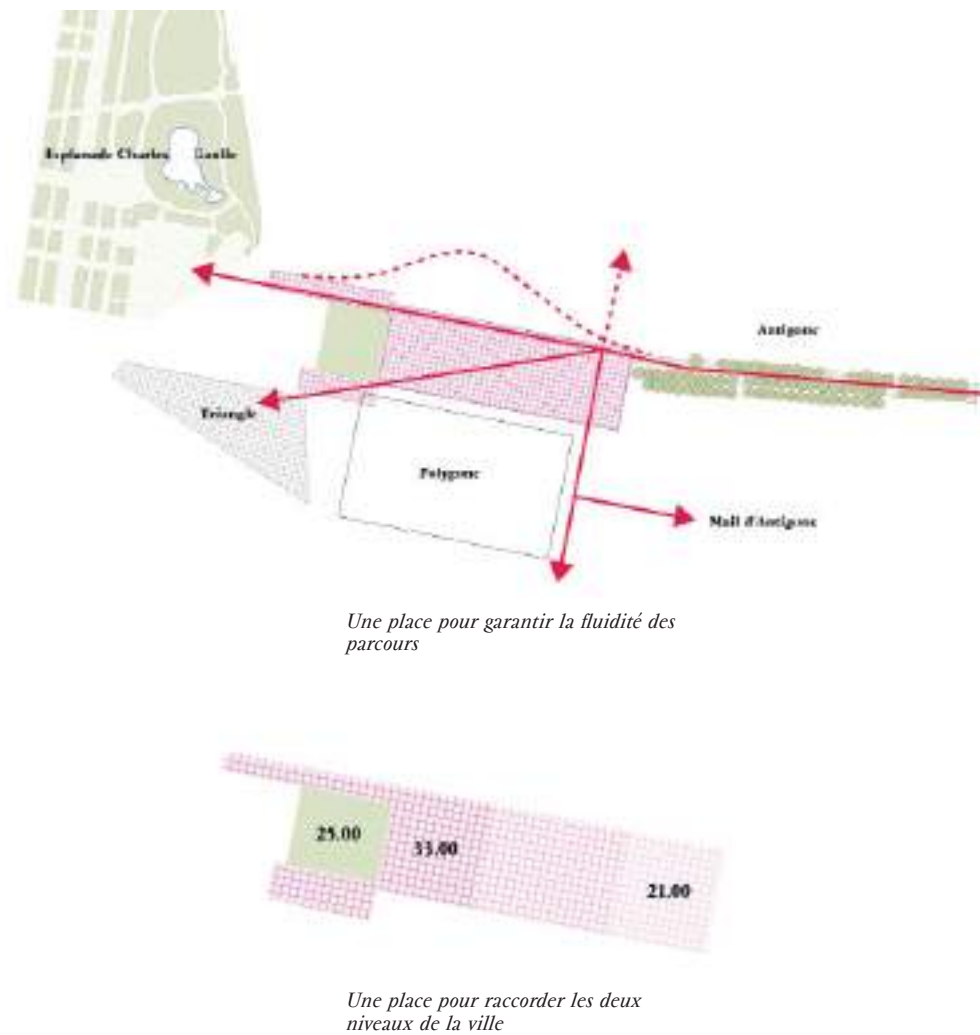 Esplanade Charles Gaulle
Antigone
Triangle
Polygone
Mail d'Antigone
Une place pour garantir la fluidité des
parcours
25.00
33.00
21.00
Une place pour raccorder les deux
niveaux de la ville